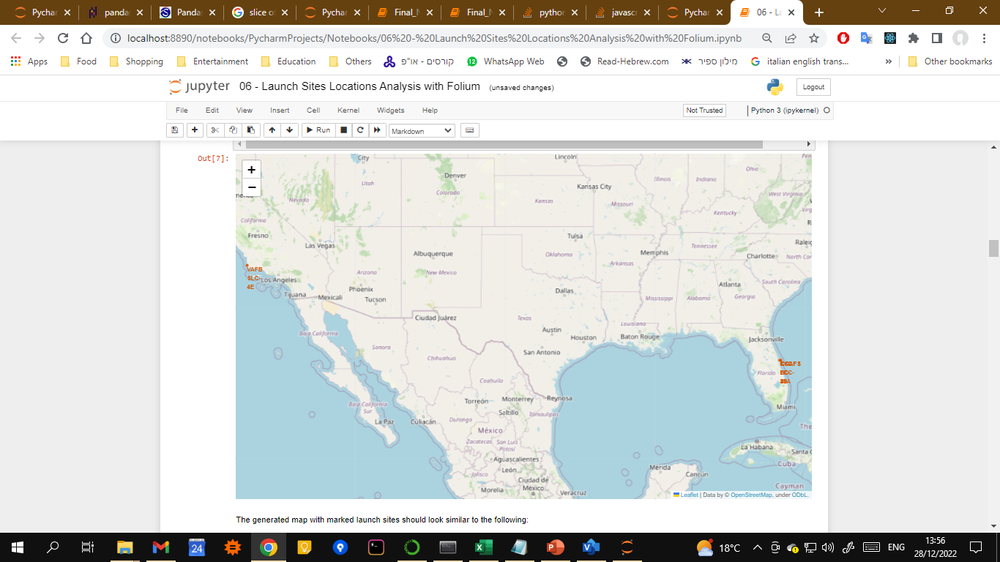 Pychar
panda
Panda
slice o
Pychar
Final_N
Final_N
python
javascr
Pychar
06 - La
localhost:8890/notebooks/PycharmProjects/Notebooks/06%20-%20Launch%20Sites%20Locations%20Analysis%20with%20Folium.ipynb
Apps Food Shopping Entertainment Education Others קורסים - או"פ WhatsApp Web Read-Hebrew.com מילון ספיר italian english trans... » Other bookmarks
jupyter 06 - Launch Sites Locations Analysis with Folium (unsaved changes) Logout
File Edit View Insert Cell Kernel Widgets Help Not Trusted Python 3 (ipykernel)
Run Markdown
Out[7]:
+
−
City
Lincoln
Denver
Colorado
Utah
Nevada
Kansas City
Kansas
Missouri
Illinois
Indiana
Ohio
West Virginia
Kentucky
California
Fresno
Las Vegas
Albuquerque
New Mexico
Arizona
Phoenix
Tucson
Tulsa
Oklahoma
Arkansas
Memphis
Tennessee
Charlotte
North Car
Raleig
South Carolina
Atlanta
Georgia
Alabama
Mississippi
VAFB
SLC-
4E
Los Angeles
Tijuana
Mexicali
Dallas
Ciudad Juárez
Texas
Louisiana
Austin
Houston
Baton Rouge
San Antonio
Jacksonville
Florida
Miami
Baja California
Sonora
Chihuahua
Coahuila
Baja California
Sur
La Paz
Culiacán
Torreón
Durango
Monterrey
Saltillo
Reynosa
Tamaulipas
México
Zacatecas
San Luis
Potosí
Aguascalientes
León
Jalisco
Morelia
Ciudad de
México
Veracruz
Mérida
Cancún
La Habana
Santa C
Cuba
The
Cayman
Leaflet | Data by © OpenStreetMap, under ODbL.
The generated map with marked launch sites should look similar to the following:
24
18°C
ENG
13:56
28/12/2022